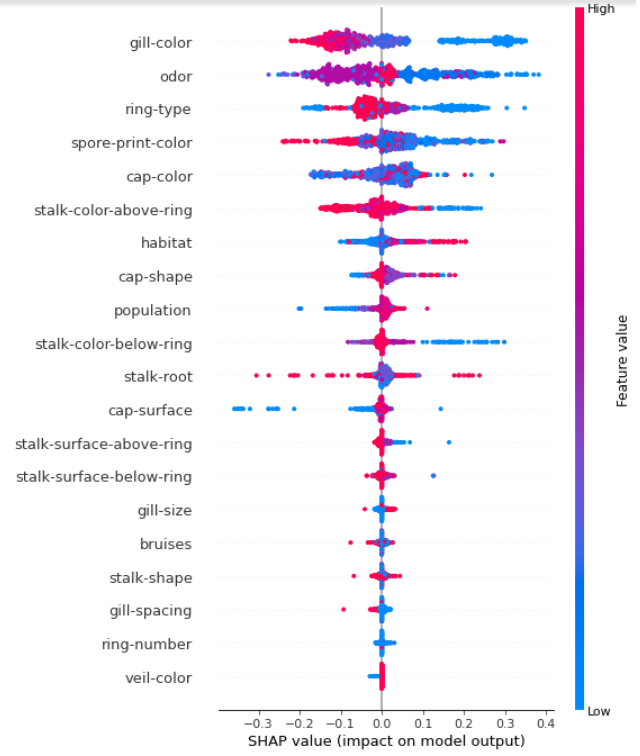 High
gill-color
odor
ring-type
spore-print-color
cap-color
stalk-color-above-ring
habitat
cap-shape
population
stalk-color-below-ring
stalk-root
cap-surface
stalk-surface-above-ring
stalk-surface-below-ring
gill-size
bruises
stalk-shape
gill-spacing
ring-number
veil-color
Feature value
Low
−0.3 −0.2 −0.1 0.0 0.1 0.2 0.3 0.4
SHAP value (impact on model output)